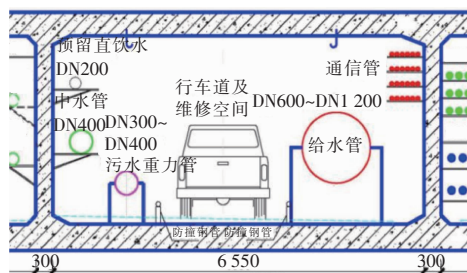 预留直饮水
DN200
中水管
DN400
DN300~
DN400
污水重力管
行车道及
维修空间
通信管
DN600~DN1 200
给水管
防撞钢管 防撞钢管
300
6 550
300